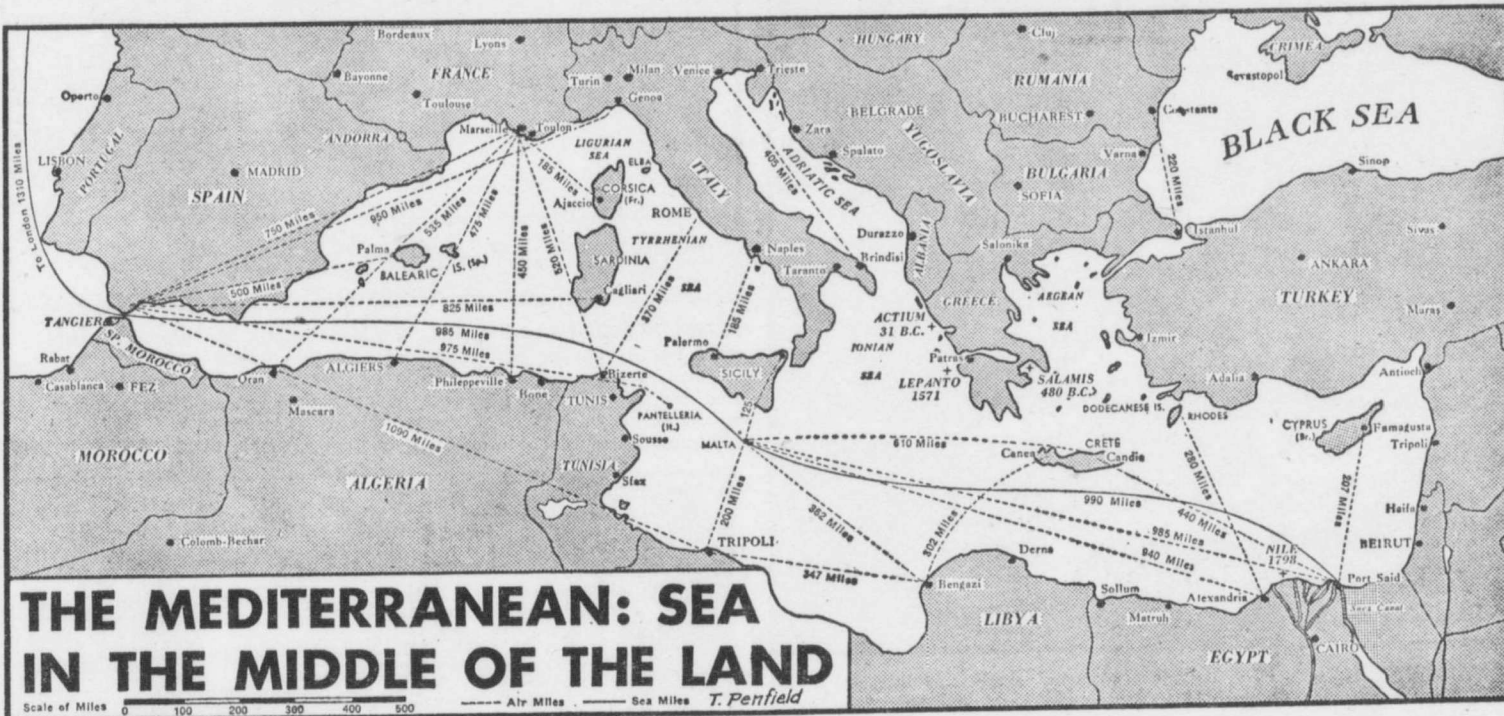 Bordeaux
Lyons
HUNGARY
Cluj
CRIMEA
Bayonne
FRANCE
Turin
Milan
Venice
Trieste
RUMANIA
Sevastopol
Oporto
Toulouse
Genoa
BELGRADE
BUCHAREST
Constanta
BLACK SEA
ANDORRA
Marseille
Toulon
LIGURIAN
SEA
Zara
YUGOSLAVIA
Varna
LISBON
PORTUGAL
MADRID
ELBA
ITALY
405 Miles
ADRIATIC SEA
Spalato
BULGARIA
220 Miles
Sinop
SPAIN
185 Miles
CORSICA
(Fr.)
SOFIA
To London 1310 Miles
750 Miles
950 Miles
535 Miles
475 Miles
Ajaccio
ROME
Durazzo
ALBANIA
Salonika
Istanbul
Sivas
Palma
450 Miles
520 Miles
TYRRHENIAN
SEA
Naples
Taranto
Brindisi
ANKARA
BALEARIC
IS. (Sp.)
SARDINIA
GREECE
AEGEAN
SEA
TURKEY
500 Miles
Cagliari
370 Miles
185 Miles
ACTIUM
31 B.C.
Maras
TANGIER
825 Miles
IONIAN
SEA
Izmir
SP. MOROCCO
985 Miles
975 Miles
Palermo
Patras
Rabat
ALGIERS
SICILY
LEPANTO
1571
SALAMIS
480 B.C.
Adalia
Antioch
Casablanca
FEZ
Oran
Phileppeville
Bone
Bizerte
TUNIS
PANTELLERIA
(It.)
125
DODECANESE IS.
RHODES
Mascara
CYPRUS
(Br.)
Famagusta
1090 Miles
Sousse
MALTA
610 Miles
CRETE
Canea
Candia
Tripoli
MOROCCO
ALGERIA
TUNISIA
Sfax
200 Miles
362 Miles
302 Miles
990 Miles
440 Miles
280 Miles
207 Miles
Haifa
985 Miles
940 Miles
NILE
1798
BEIRUT
Colomb-Bechar
TRIPOLI
347 Miles
Bengazi
Derna
Sollum
Matruh
Alexandria
Port Said
Suez Canal
LIBYA
EGYPT
CAIRO
THE MEDITERRANEAN: SEA
IN THE MIDDLE OF THE LAND
Scale of Miles 0 100 200 300 400 500
Air Miles
Sea Miles
T. Penfield